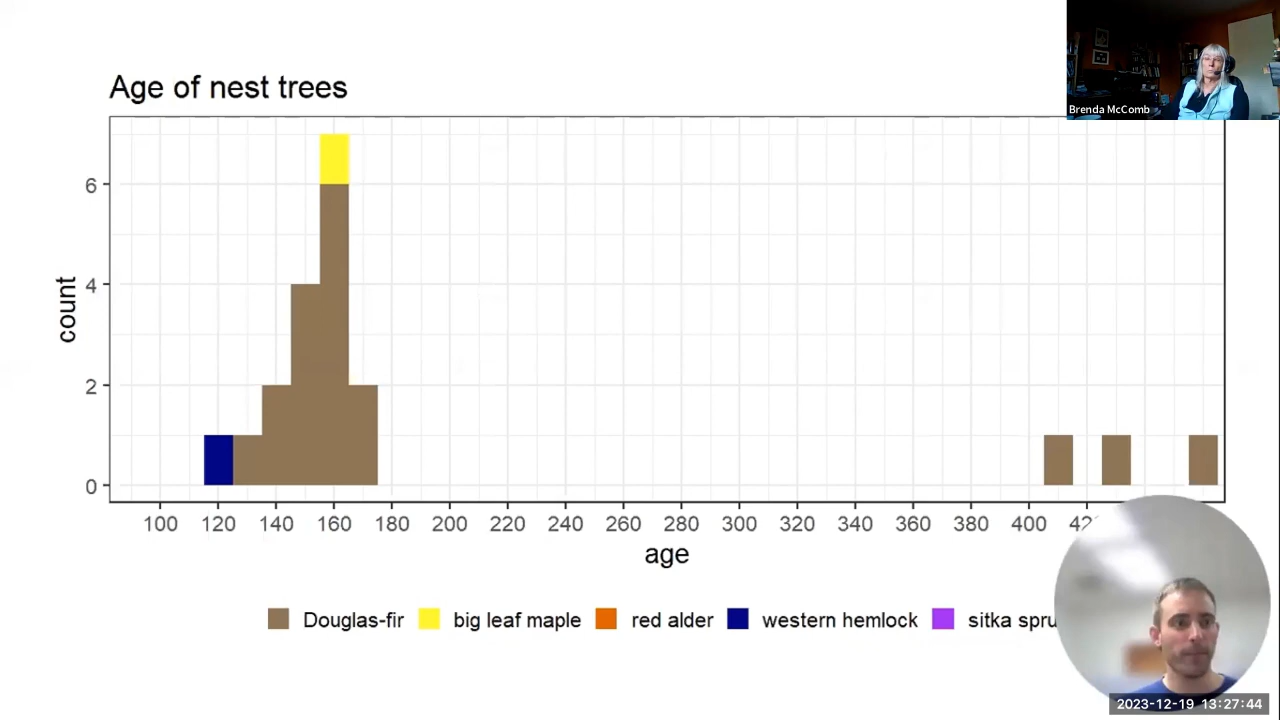 Brenda McComb
Age of nest trees
count
6
4
2
0
100 120 140 160 180 200 220 240 260 280 300 320 340 360 380 400
age
Douglas-fir big leaf maple red alder western hemlock sitka
2023-12-19 13:27:44